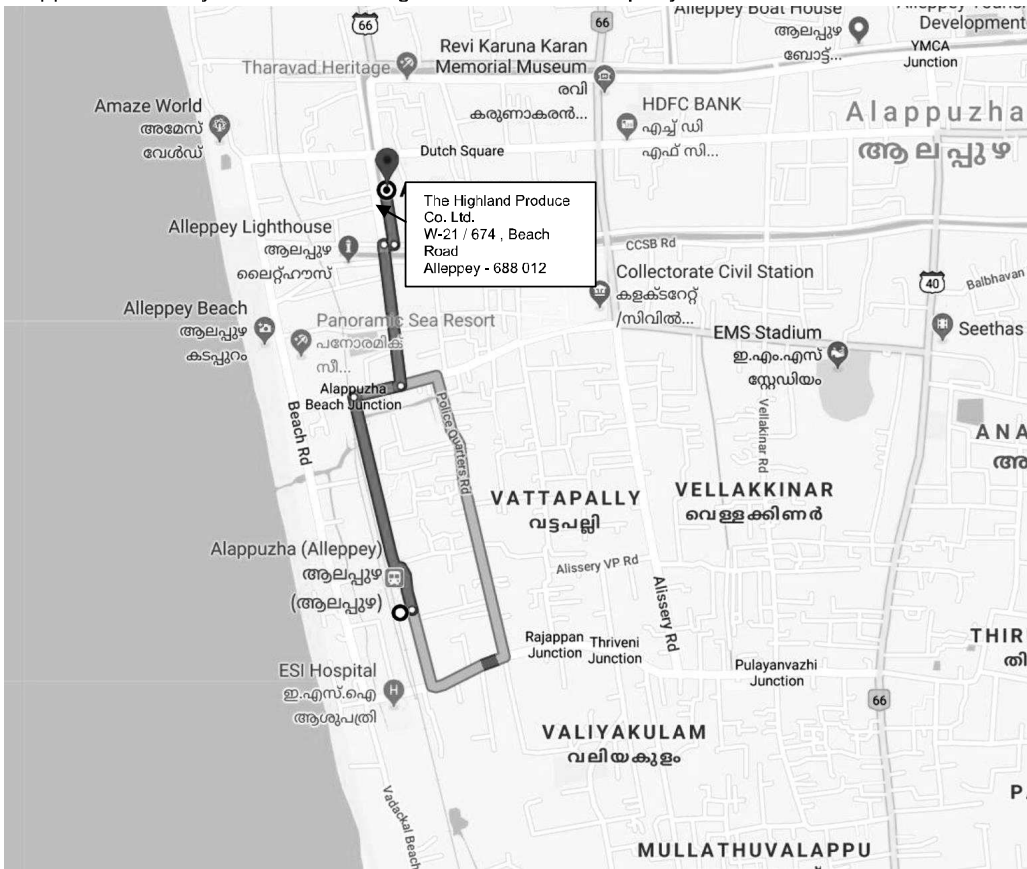 66
66
Alleppey Boat House
ആലപ്പുഴ
ബോട്ട്...
Development
YMCA
Junction
Revi Karuna Karan
Memorial Museum
രവി
കരുണാകരൻ...
Tharavad Heritage
Amaze World
അമേസ്
വേൾഡ്
HDFC BANK
എച്ച് ഡി
എഫ് സി...
Alappuzha
ആലപ്പുഴ
Dutch Square
The Highland Produce
Co. Ltd.
W-21 / 674 , Beach
Road
Alleppey - 688 012
Alleppey Lighthouse
ആലപ്പുഴ
ലൈറ്റ്ഹൗസ്
CCSB Rd
Collectorate Civil Station
കളക്ടറേറ്റ്
/സിവിൽ...
40
Balbhavan
Alleppey Beach
ആലപ്പുഴ
കടപ്പുറം
Panoramic Sea Resort
പനോരമിക്
സീ...
EMS Stadium
ഇ.എം.എസ്
സ്റ്റേഡിയം
Seethas
Alappuzha
Beach Junction
Beach Rd
Police Quarters Rd
Vellakinar Rd
ANA
VATTAPALLY
വട്ടപല്ലി
VELLAKKINAR
വെള്ളക്കിണർ
Alappuzha (Alleppey)
ആലപ്പുഴ
(ആലപ്പുഴ)
Alissery VP Rd
Alissery Rd
Rajappan
Junction
Thriveni
Junction
Pulayanvazhi
Junction
THIR
തി
ESI Hospital
ഇ.എസ്.ഐ
ആശുപത്രി
H
66
VALIYAKULAM
വലിയകുളം
Vadackal Beach
P
MULLATHUVALAPPU